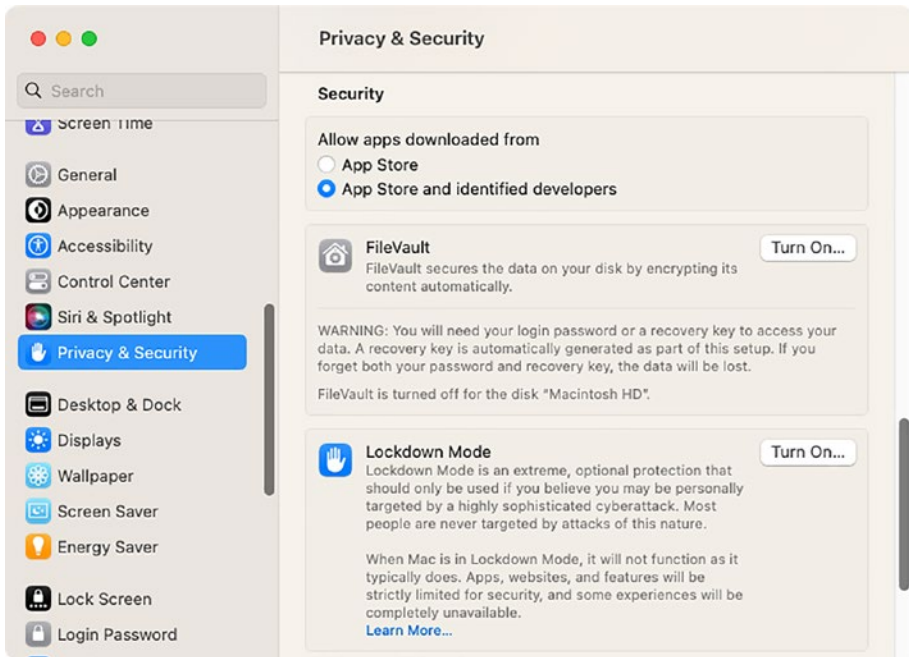 Privacy & Security
Search
Screen Time
General
Appearance
Accessibility
Control Center
Siri & Spotlight
Privacy & Security
Desktop & Dock
Displays
Wallpaper
Screen Saver
Energy Saver
Lock Screen
Login Password
Security
Allow apps downloaded from
App Store
App Store and identified developers
FileVault
Turn On...
FileVault secures the data on your disk by encrypting its
content automatically.
WARNING: You will need your login password or a recovery key to access your
data. A recovery key is automatically generated as part of this setup. If you
forget both your password and recovery key, the data will be lost.
FileVault is turned off for the disk "Macintosh HD".
Lockdown Mode
Turn On...
Lockdown Mode is an extreme, optional protection that
should only be used if you believe you may be personally
targeted by a highly sophisticated cyberattack. Most
people are never targeted by attacks of this nature.
When Mac is in Lockdown Mode, it will not function as it
typically does. Apps, websites, and features will be
strictly limited for security, and some experiences will be
completely unavailable.
Learn More...